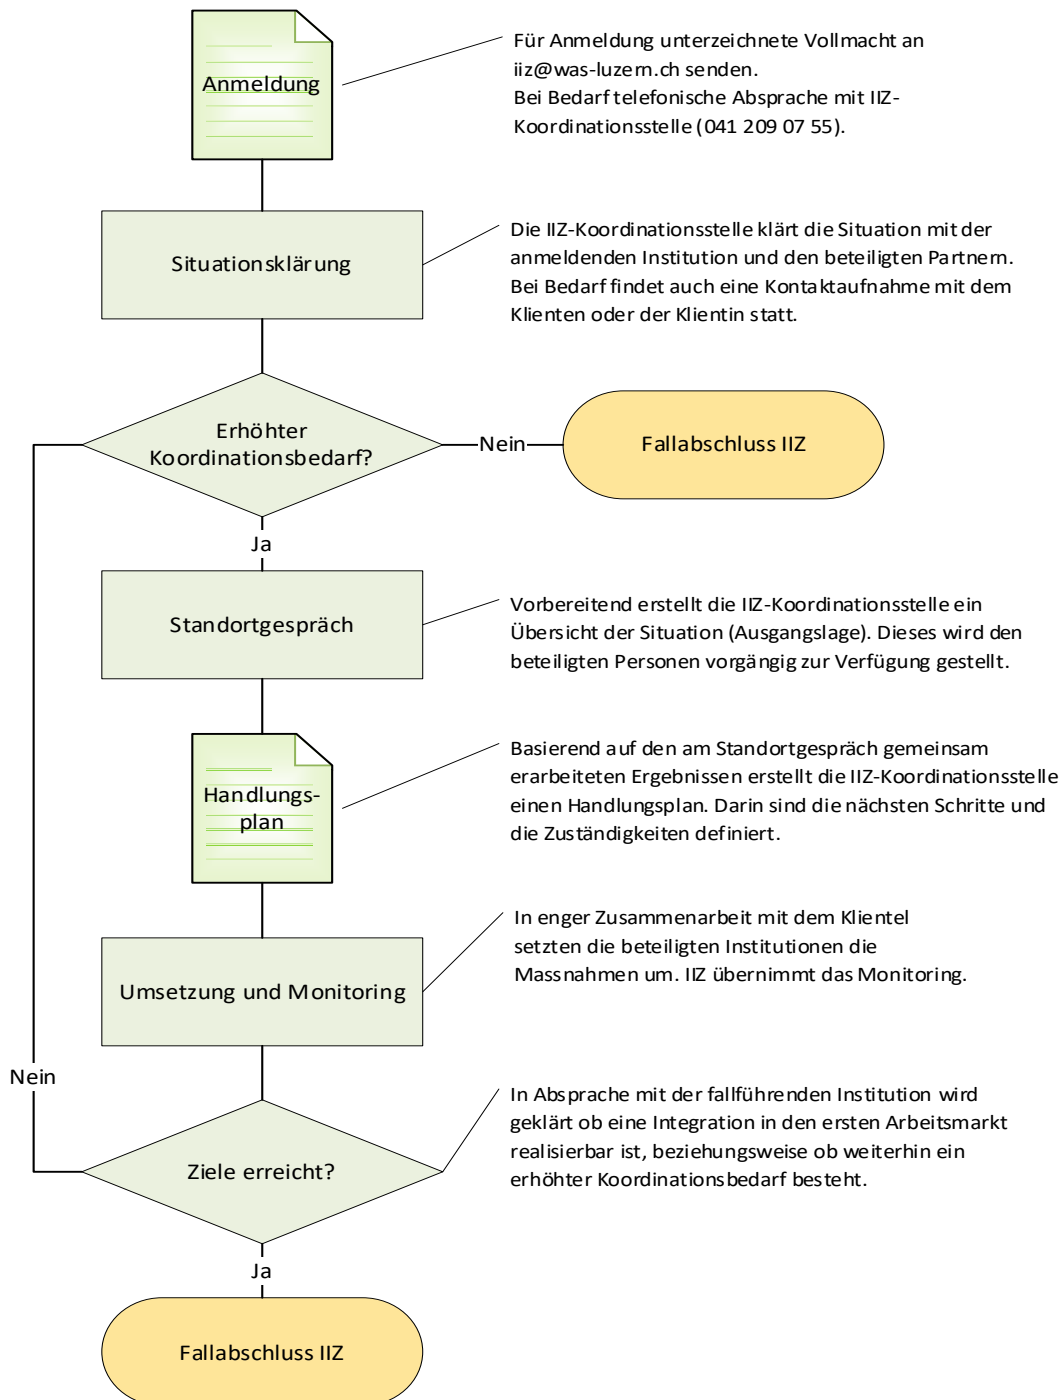 Anmeldung
Für Anmeldung unterzeichnete Vollmacht an
iiz@was-luzern.ch senden.
Bei Bedarf telefonische Absprache mit IIZ-
Koordinationsstelle (041 209 07 55).
Situationsklärung
Die IIZ-Koordinationsstelle klärt die Situation mit der
anmeldenden Institution und den beteiligten Partnern.
Bei Bedarf findet auch eine Kontaktaufnahme mit dem
Klienten oder der Klientin statt.
Erhöhter
Koordinationsbedarf?
Nein
Fallabschluss IIZ
Ja
Standortgespräch
Vorbereitend erstellt die IIZ-Koordinationsstelle ein
Übersicht der Situation (Ausgangslage). Dieses wird den
beteiligten Personen vorgängig zur Verfügung gestellt.
Handlungs-
plan
Basierend auf den am Standortgespräch gemeinsam
erarbeiteten Ergebnissen erstellt die IIZ-Koordinationsstelle
einen Handlungsplan. Darin sind die nächsten Schritte und
die Zuständigkeiten definiert.
Umsetzung und Monitoring
In enger Zusammenarbeit mit dem Klientel
setzten die beteiligten Institutionen die
Massnahmen um. IIZ übernimmt das Monitoring.
Nein
Ziele erreicht?
In Absprache mit der fallführenden Institution wird
geklärt ob eine Integration in den ersten Arbeitsmarkt
realisierbar ist, beziehungsweise ob weiterhin ein
erhöhter Koordinationsbedarf besteht.
Ja
Fallabschluss IIZ